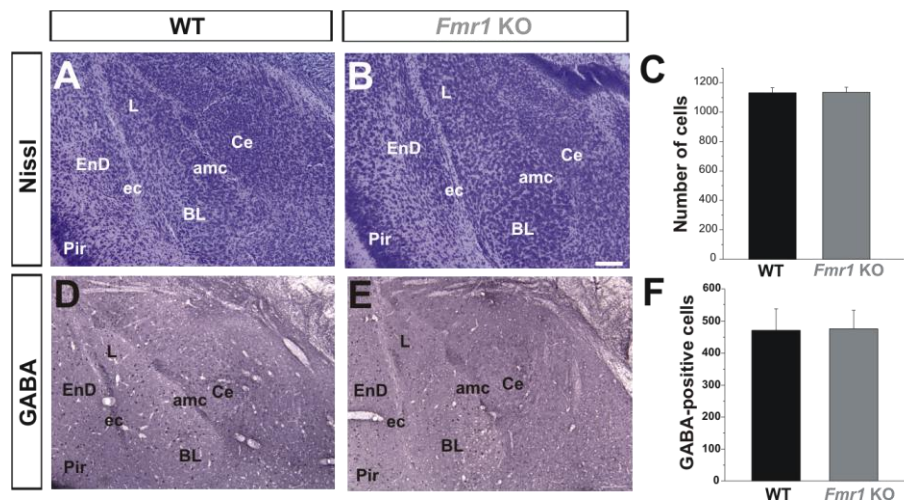 WT
Fmr1 KO
Nissl
GABA
A
L
Ce
EnD
amc
ec
BL
Pir
B
L
Ce
EnD
amc
ec
BL
Pir
C
Number of cells
1200
1000
800
600
400
200
0
WT
Fmr1 KO
D
L
Ce
EnD
amc
ec
BL
Pir
E
L
Ce
EnD
amc
ec
BL
Pir
F
GABA-positive cells
600
500
400
300
200
100
0
WT
Fmr1 KO